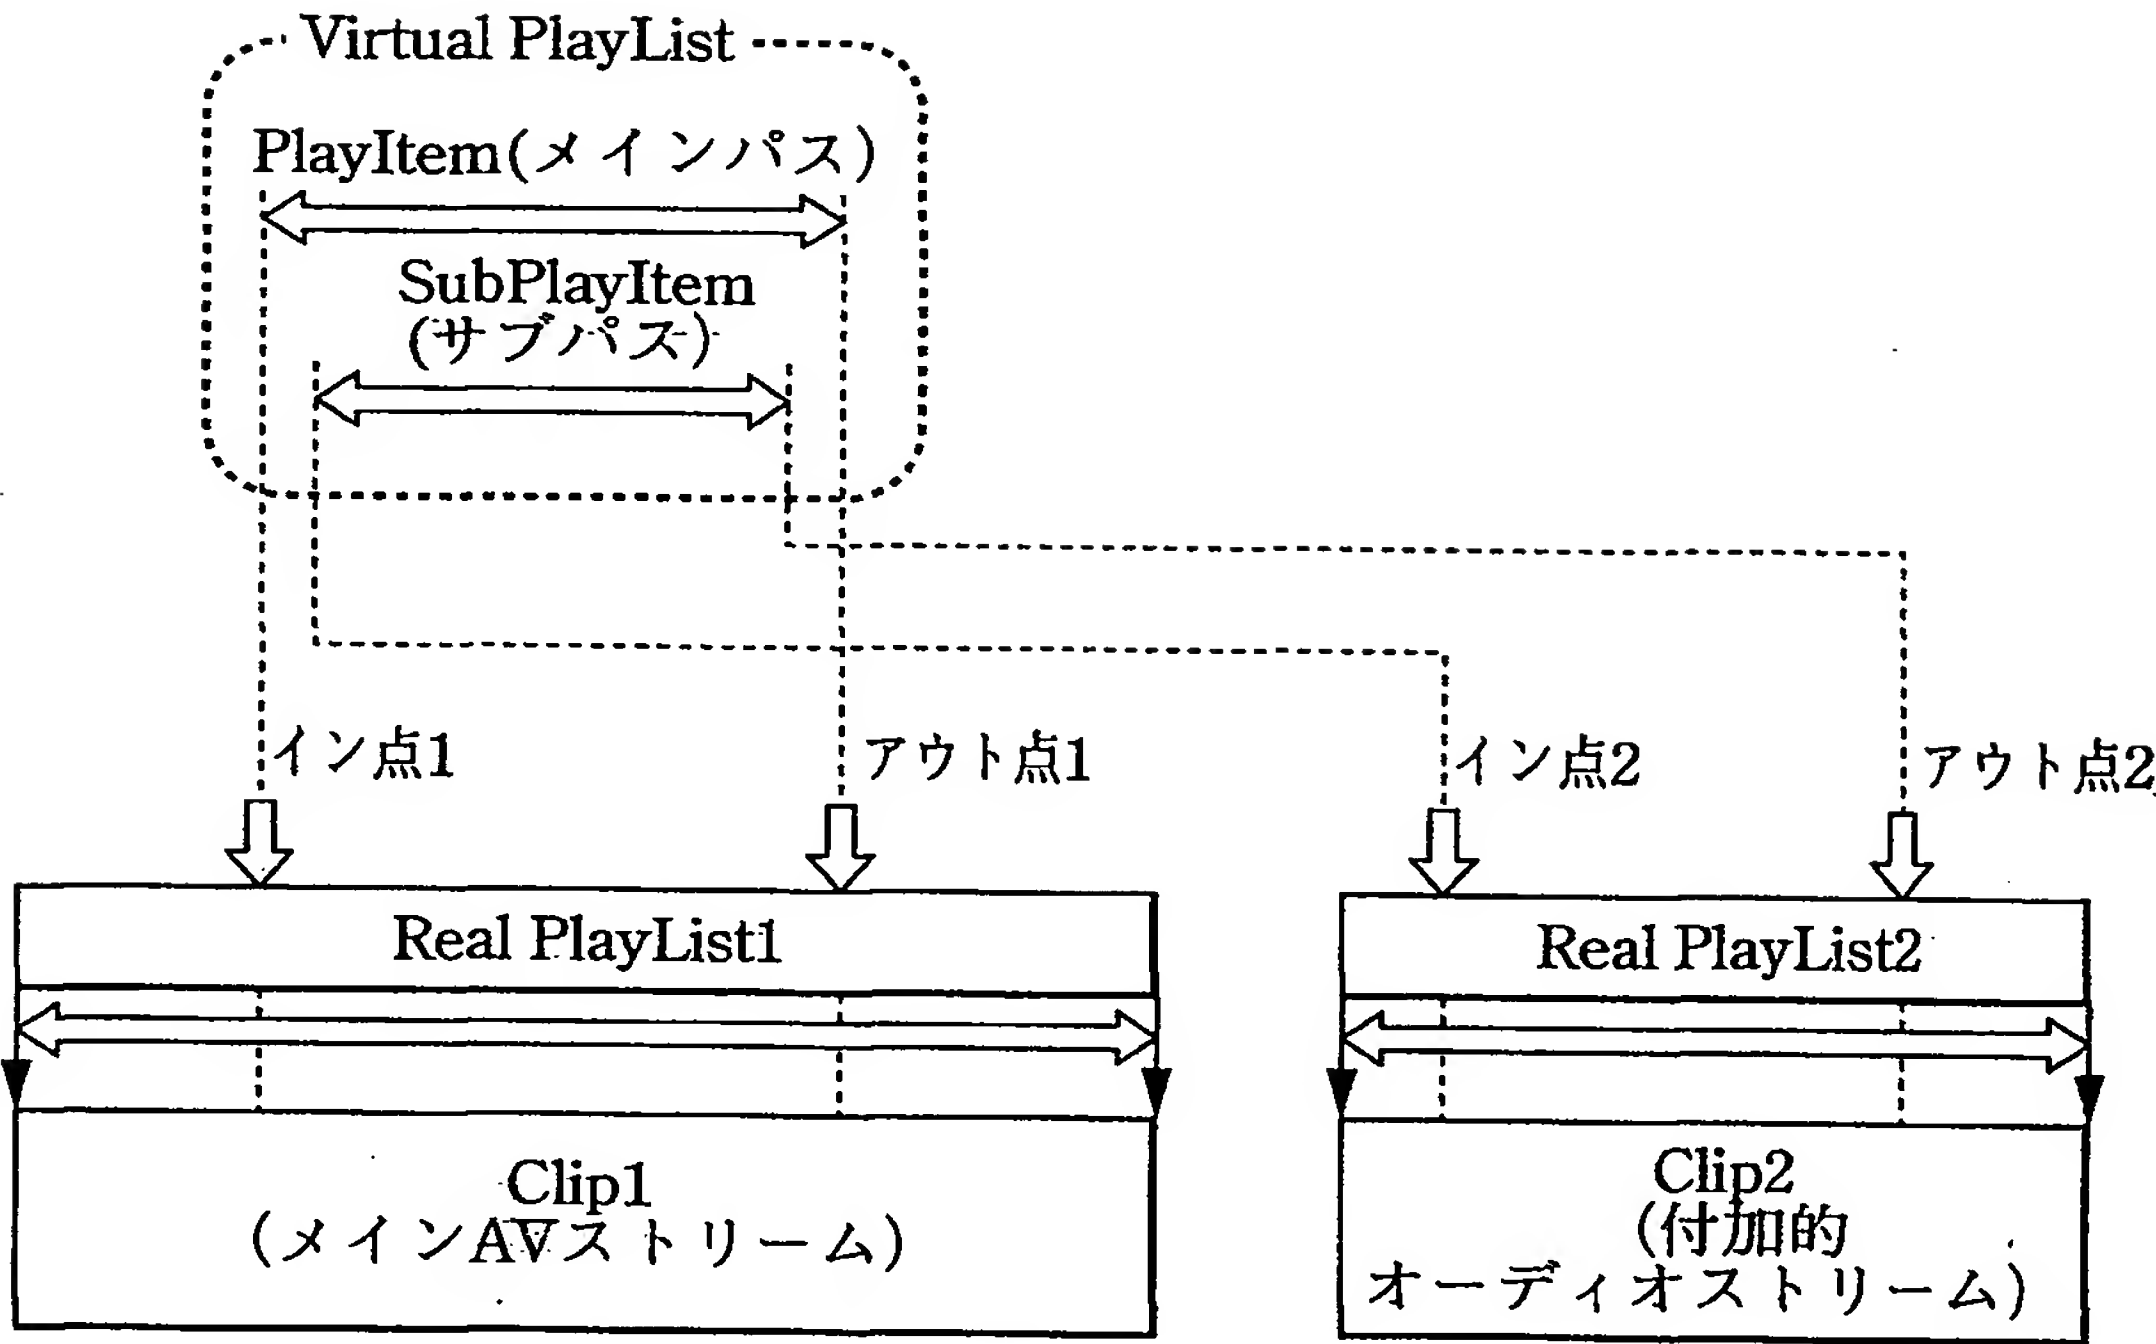 Virtual PlayList
PlayItem(メインパス)
SubPlayItem
(サブパス)
イン点1
アウト点1
イン点2
アウト点2
Real PlayList1
Real PlayList2
Clip1
(メインAVストリーム)
Clip2
(付加的
オーディオストリーム)